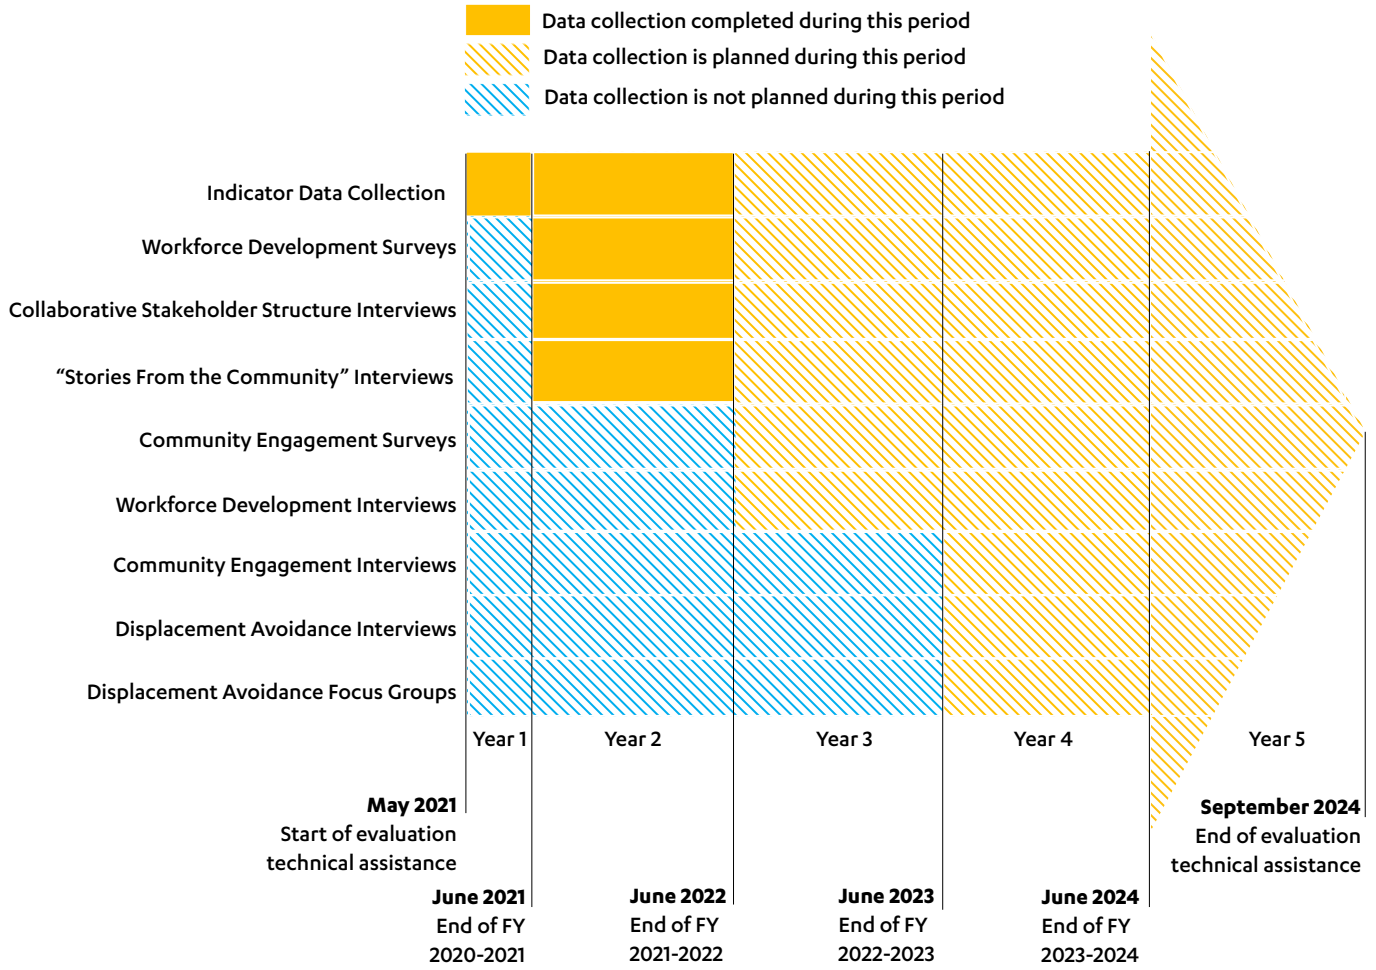 Data collection completed during this period
Data collection is planned during this period
Data collection is not planned during this period
Indicator Data Collection
Workforce Development Surveys
Collaborative Stakeholder Structure Interviews
“Stories From the Community” Interviews
Community Engagement Surveys
Workforce Development Interviews
Community Engagement Interviews
Displacement Avoidance Interviews
Displacement Avoidance Focus Groups
Year 1
Year 2
Year 3
Year 4
Year 5
May 2021
Start of evaluation
technical assistance
September 2024
End of evaluation
technical assistance
June 2021
End of FY
2020-2021
June 2022
End of FY
2021-2022
June 2023
End of FY
2022-2023
June 2024
End of FY
2023-2024